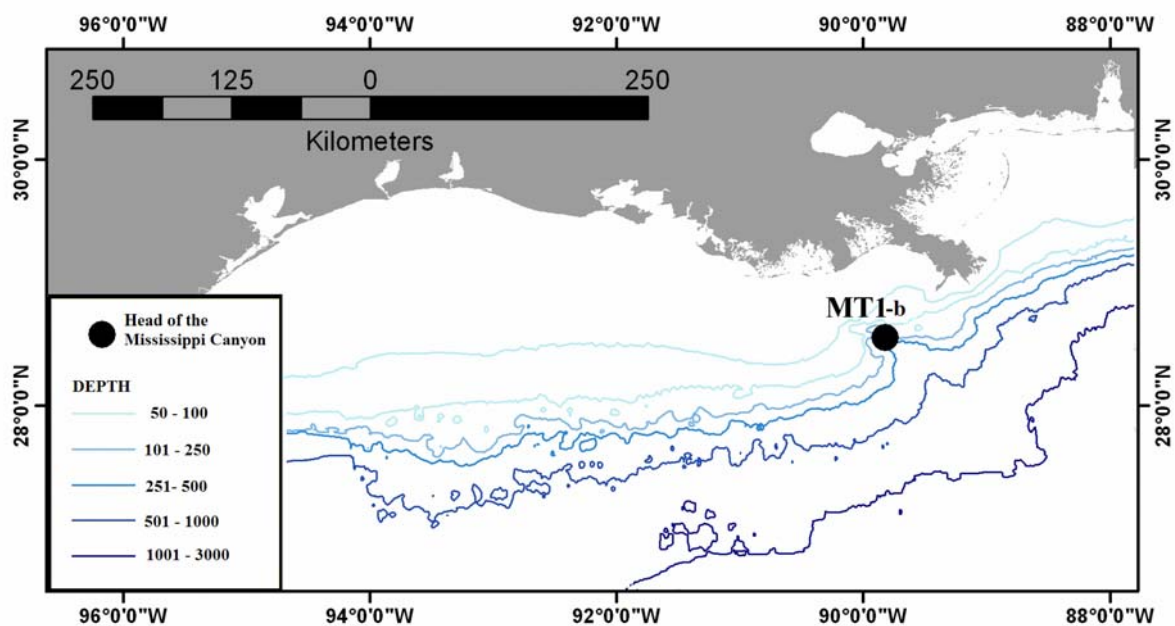 96°0'0"W 94°0'0"W 92°0'0"W 90°0'0"W 88°0'0"W
250 125 0 250
Kilometers
30°0'0"N
30°0'0"N
MT1-b
Head of the
Mississippi Canyon
DEPTH
50 - 100
101 - 250
251- 500
501 - 1000
1001 - 3000
28°0'0"N
28°0'0"N
96°0'0"W 94°0'0"W 92°0'0"W 90°0'0"W 88°0'0"W